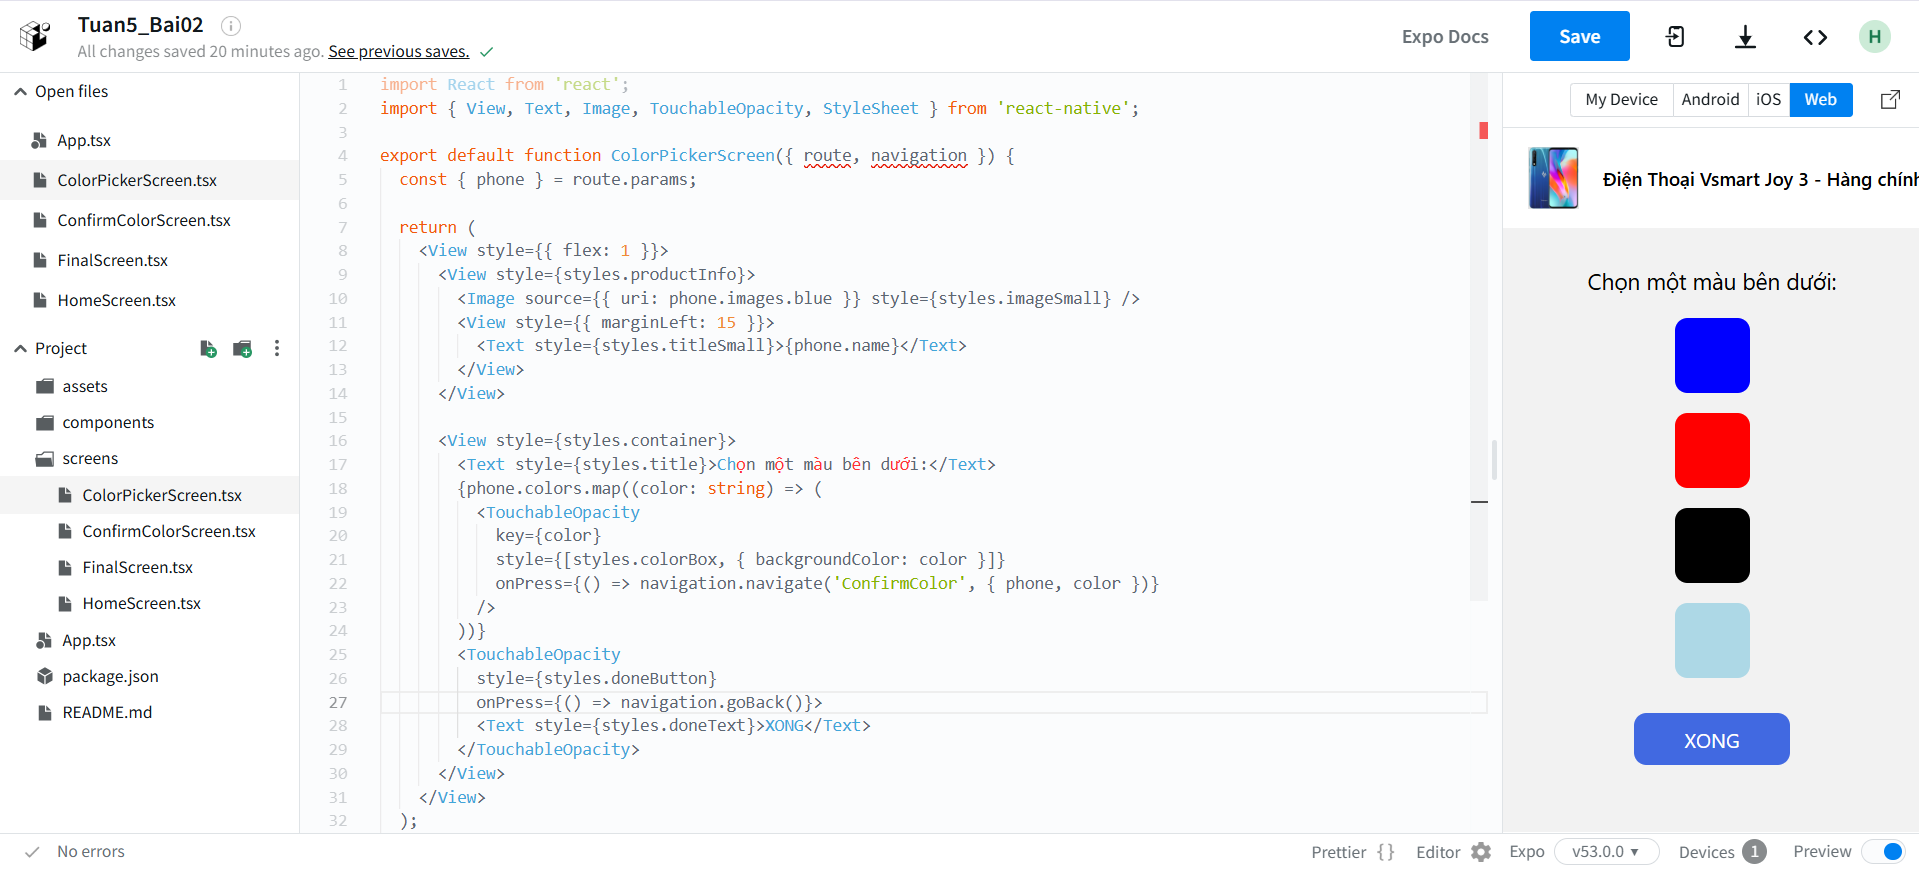 Tuan5_Bai02
All changes saved 20 minutes ago. See previous saves.
Expo Docs
Save
H
Open files
App.tsx
ColorPickerScreen.tsx
ConfirmColorScreen.tsx
FinalScreen.tsx
HomeScreen.tsx
Project
assets
components
screens
ColorPickerScreen.tsx
ConfirmColorScreen.tsx
FinalScreen.tsx
HomeScreen.tsx
App.tsx
package.json
README.md
1 import React from 'react';
2 import { View, Text, Image, TouchableOpacity, StyleSheet } from 'react-native';
3
4 export default function ColorPickerScreen({ route, navigation }) {
5 const { phone } = route.params;
6
7 return (
8 <View style={{ flex: 1 }}>
9 <View style={styles.productInfo}>
10 <Image source={{ uri: phone.images.blue }} style={styles.imageSmall} />
11 <View style={{ marginLeft: 15 }}>
12 <Text style={styles.titleSmall}>{phone.name}</Text>
13 </View>
14 </View>
15
16 <View style={styles.container}>
17 <Text style={styles.title}>Chọn một màu bên dưới:</Text>
18 {phone.colors.map((color: string) => (
19 <TouchableOpacity
20 key={color}
21 style={[styles.colorBox, { backgroundColor: color }]}
22 onPress={() => navigation.navigate('ConfirmColor', { phone, color })}
23 />
24 ))}
25 <TouchableOpacity
26 style={styles.doneButton}
27 onPress={() => navigation.goBack()}>
28 <Text style={styles.doneText}>XONG</Text>
29 </TouchableOpacity>
30 </View>
31 </View>
32 );
My Device Android iOS Web
Điện Thoại Vsmart Joy 3 - Hàng chính
Chọn một màu bên dưới:
XONG
No errors
Prettier {} Editor Expo v53.0.0 Devices 1 Preview